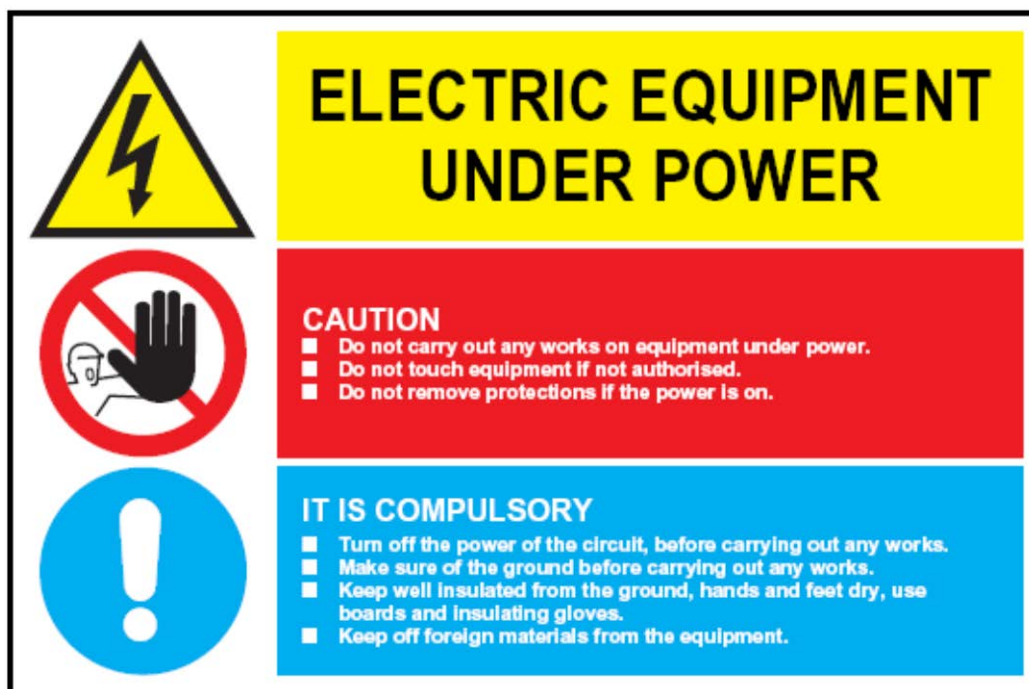 ELECTRIC EQUIPMENT
UNDER POWER
CAUTION
■ Do not carry out any works on equipment under power.
■ Do not touch equipment if not authorised.
■ Do not remove protections if the power is on.
IT IS COMPULSORY
■ Turn off the power of the circuit, before carrying out any works.
■ Make sure of the ground before carrying out any works.
■ Keep well insulated from the ground, hands and feet dry, use
boards and insulating gloves.
■ Keep off foreign materials from the equipment.